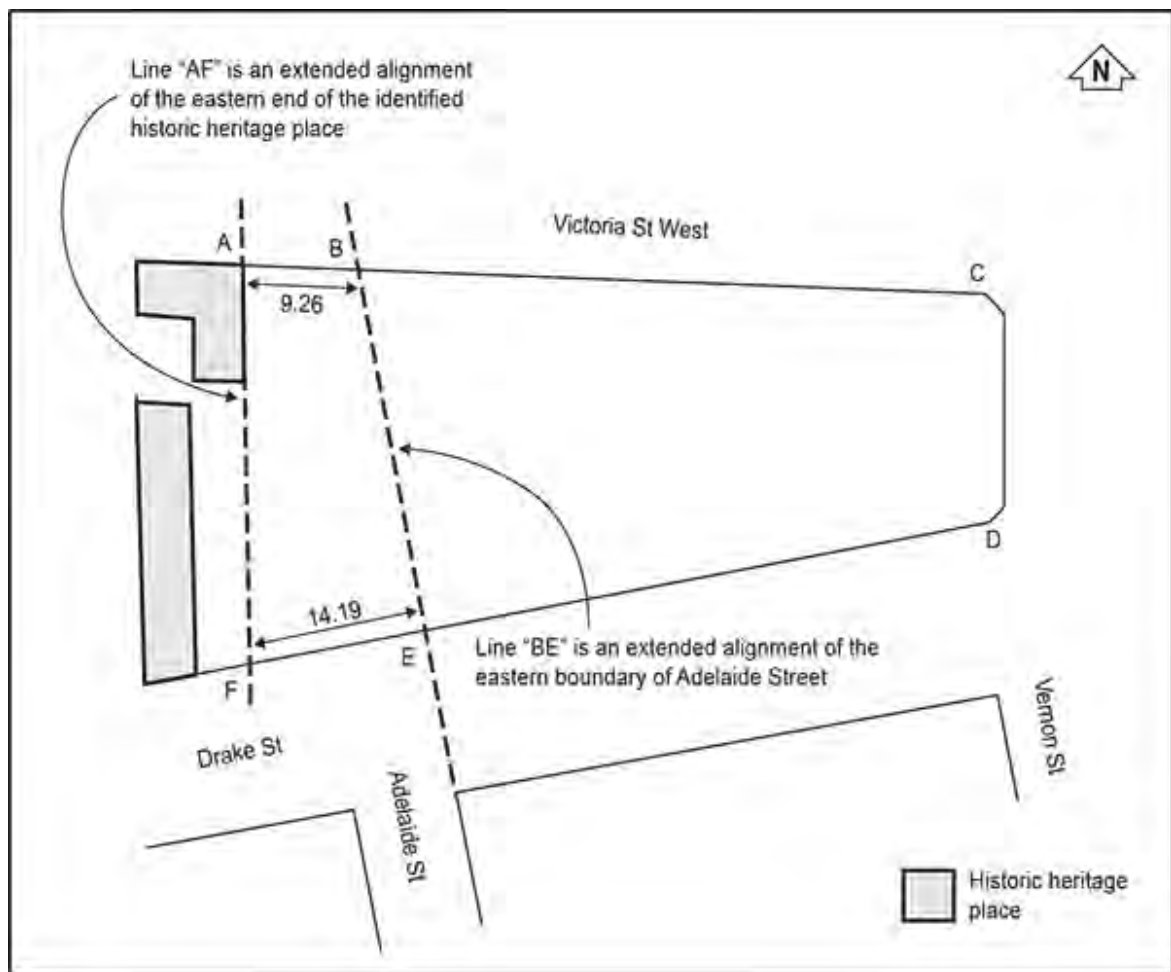 Line "AF" is an extended alignment
of the eastern end of the identified
historic heritage place
N
Victoria St West
A
B
C
9.26
D
14.19
E
F
Line "BE" is an extended alignment of the
eastern boundary of Adelaide Street
Drake St
Adelaide St
Vernon St
Historic heritage
place